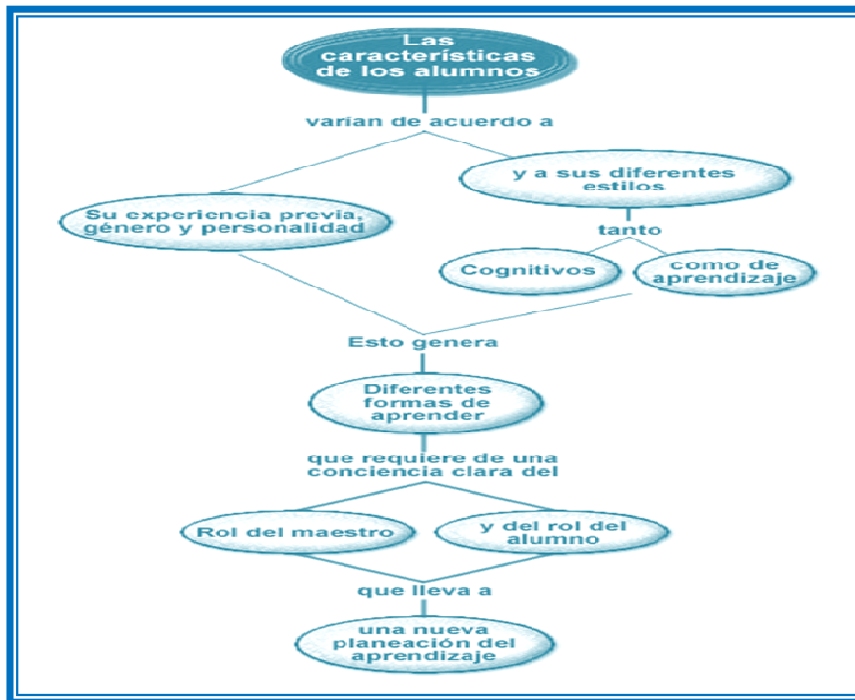 Las
características
de los alumnos
varían de acuerdo a
y a sus diferentes
estilos
Su experiencia previa,
género y personalidad
tanto
Cognitivos
como de
aprendizaje
Esto genera
Diferentes
formas de
aprender
que requiere de una
conciencia clara del
Rol del maestro
y del rol del
alumno
que lleva a
una nueva
planeación del
aprendizaje